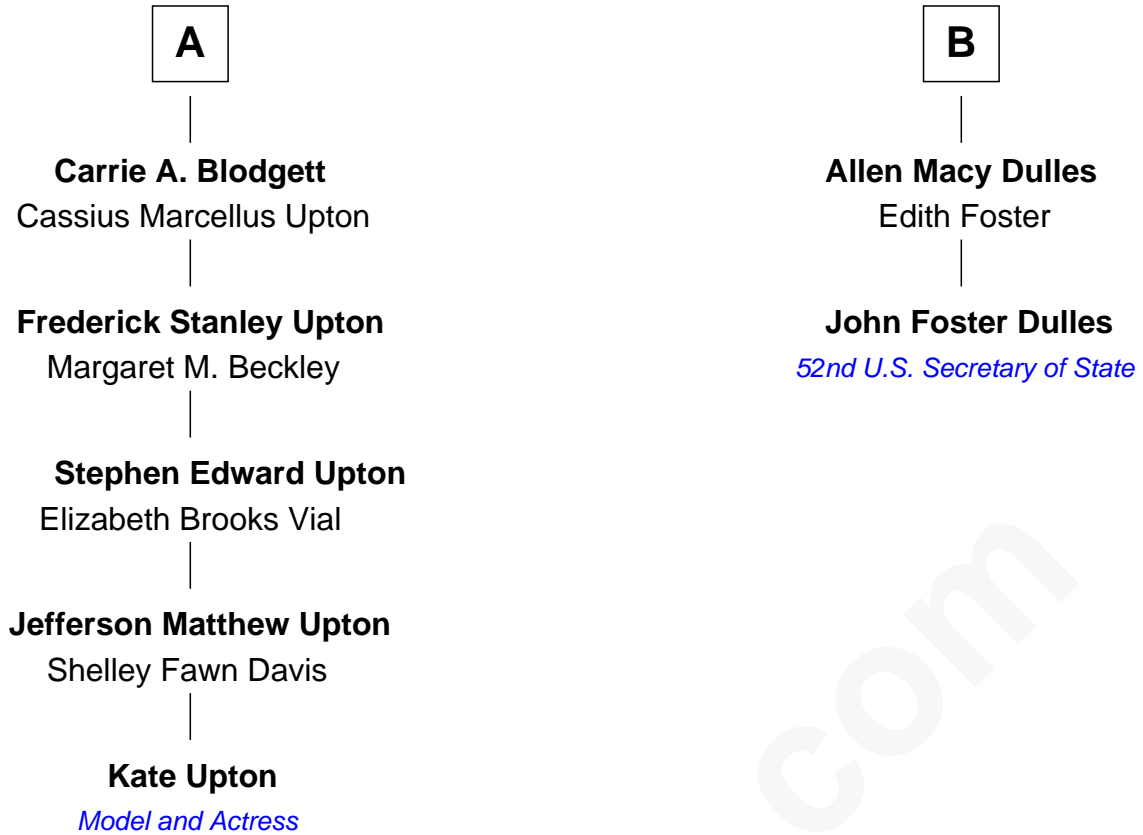 A
Carrie A. Blodgett
Cassius Marcellus Upton
Frederick Stanley Upton
Margaret M. Beckley
Stephen Edward Upton
Elizabeth Brooks Vial
Jefferson Matthew Upton
Shelley Fawn Davis
Kate Upton
Model and Actress
B
Allen Macy Dulles
Edith Foster
John Foster Dulles
52nd U.S. Secretary of State
com